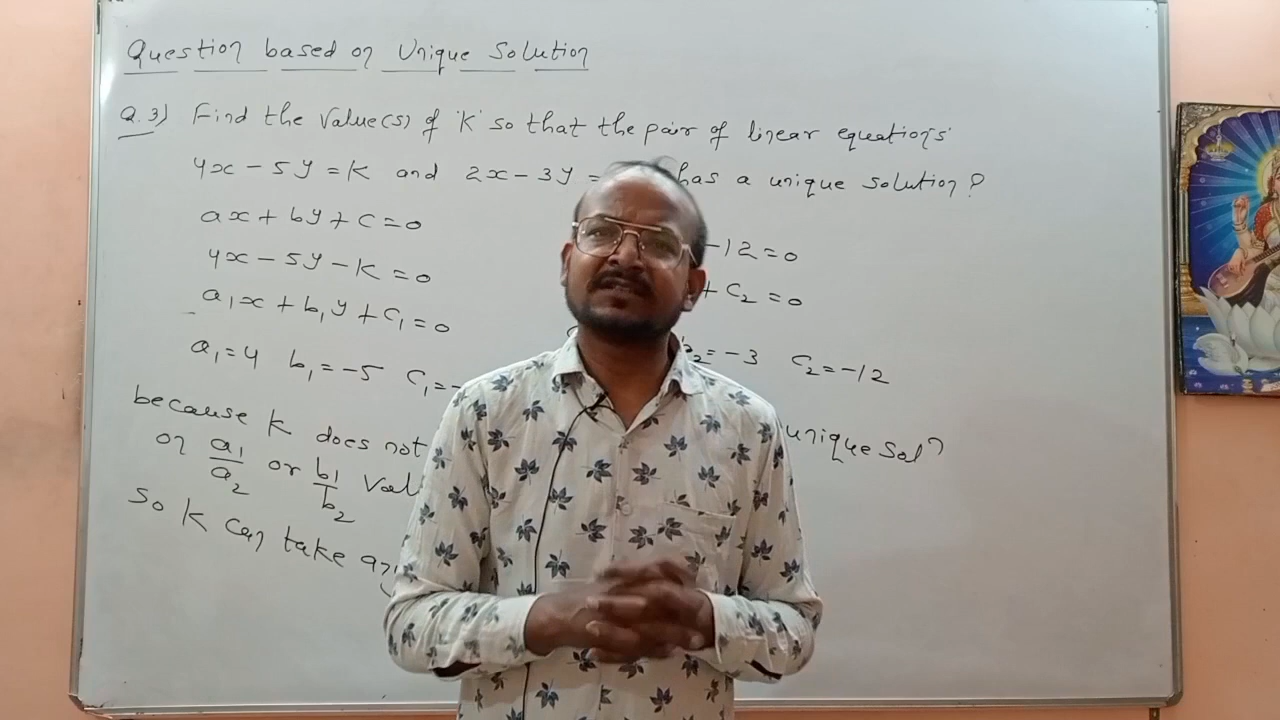 Question based on Unique Solution
Q.3) Find the Value(s) of 'K' so that the pair of linear equations
4x - 5y = K and 2x - 3y = has a unique solution?
ax + by + c = 0
4x - 5y - K = 0
-12 = 0
a₁x + b₁y + c₁ = 0
+ c₂ = 0
a₁ = 4 b₁ = -5 c₁ = -
b₂ = -3 c₂ = -12
because K does not
unique solⁿ
on a₁/a₂ or b₁/b₂
so K can take